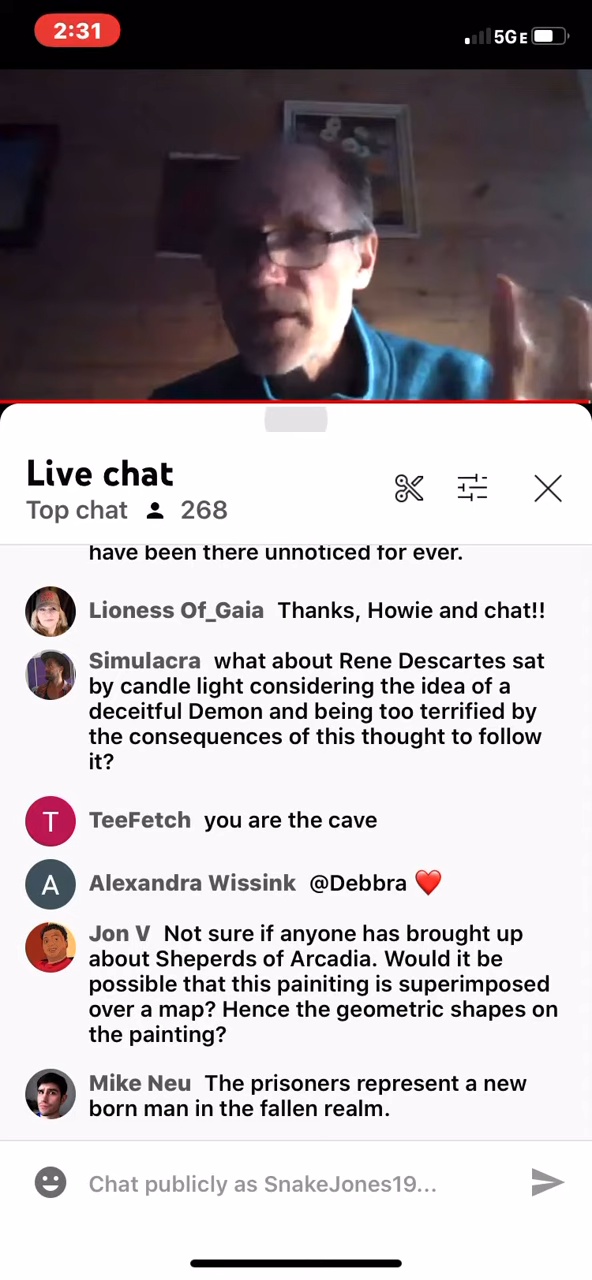 2:31
5GE
Live chat
Top chat 268
have been there unnoticed for ever.
Lioness Of_Gaia Thanks, Howie and chat!!
Simulacra what about Rene Descartes sat
by candle light considering the idea of a
deceitful Demon and being too terrified by
the consequences of this thought to follow
it?
T
TeeFetch you are the cave
A
Alexandra Wissink @Debbra ❤️
Jon V Not sure if anyone has brought up
about Sheperds of Arcadia. Would it be
possible that this painiting is superimposed
over a map? Hence the geometric shapes on
the painting?
Mike Neu The prisoners represent a new
born man in the fallen realm.
Chat publicly as SnakeJones19...